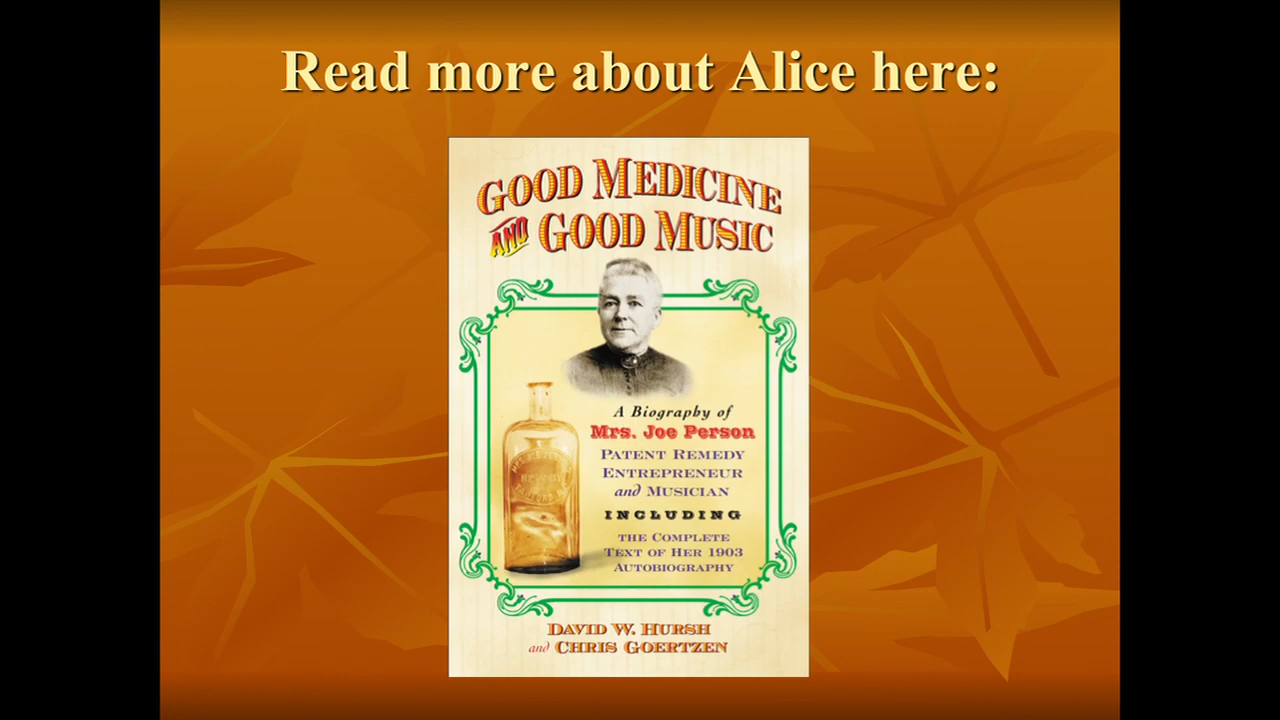 Read more about Alice here:
GOOD MEDICINE
AND GOOD MUSIC
A Biography of
Mrs. Joe Person
PATENT REMEDY
ENTREPRENEUR
and MUSICIAN
INCLUDING
THE COMPLETE
TEXT OF HER 1903
AUTOBIOGRAPHY
DAVID W. HURSH
and CHRIS GOERTZEN